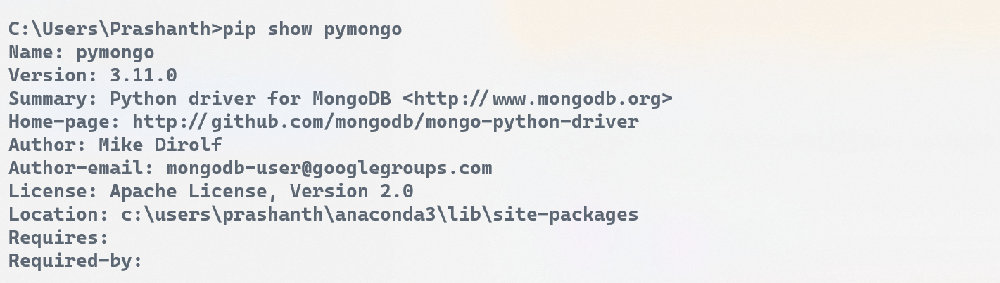 C:\Users\Prashanth>pip show pymongo
Name: pymongo
Version: 3.11.0
Summary: Python driver for MongoDB <http://www.mongodb.org>
Home-page: http://github.com/mongodb/mongo-python-driver
Author: Mike Dirolf
Author-email: mongodb-user@googlegroups.com
License: Apache License, Version 2.0
Location: c:\users\prashanth\anaconda3\lib\site-packages
Requires:
Required-by: